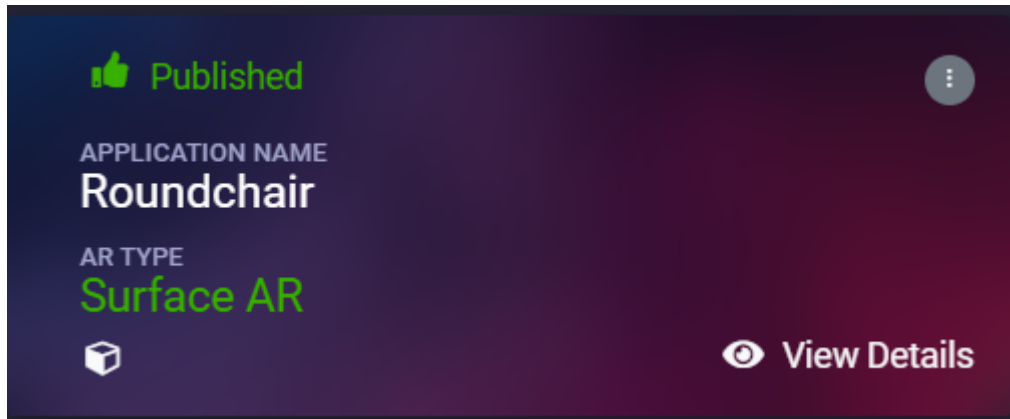 Published
APPLICATION NAME
Roundchair
AR TYPE
Surface AR
View Details